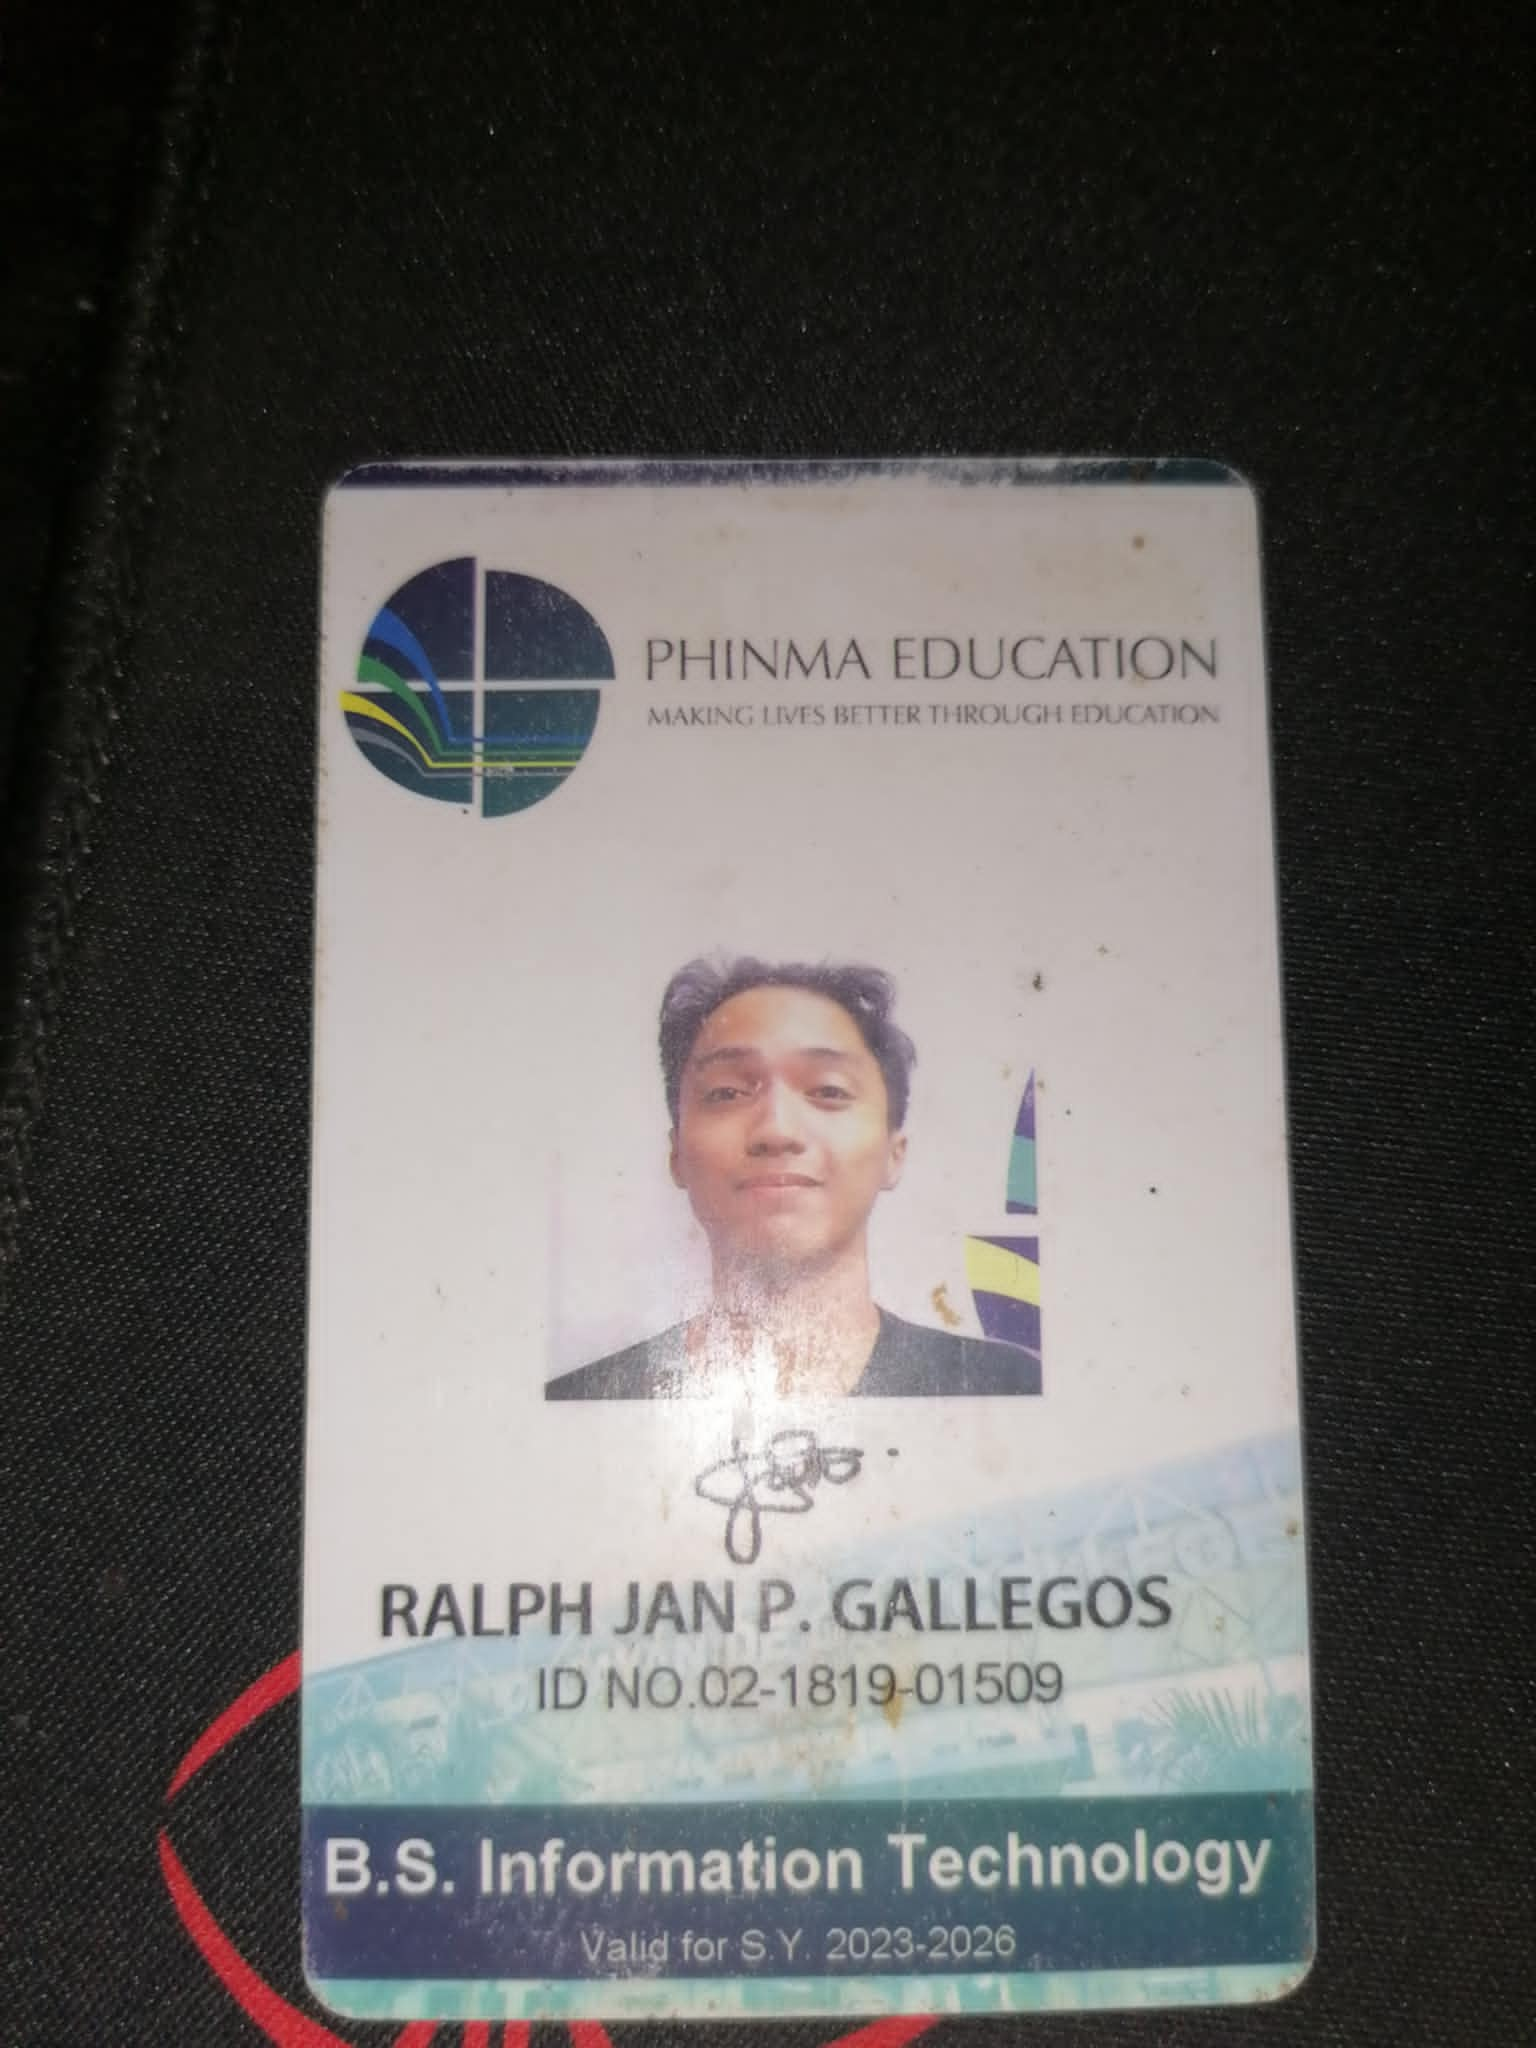 PHINMA EDUCATION
MAKING LIVES BETTER THROUGH EDUCATION
RALPH JAN P. GALLEGOS
ID NO.02-1819-01509
B.S. Information Technology
Valid for S.Y. 2023-2026